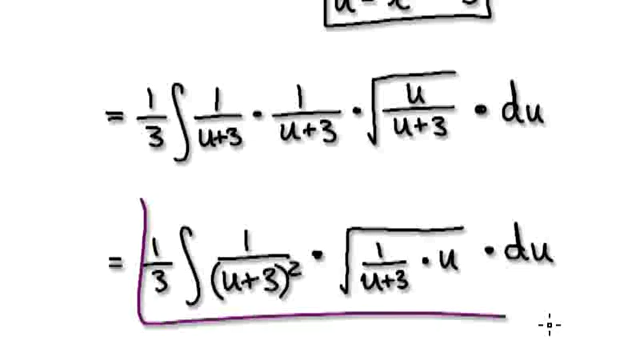 = 1/3 ∫ 1/(u+3) · 1/(u+3) · √(u/(u+3)) · du
= 1/3 ∫ 1/(u+3)² · √(1/(u+3) · u) · du